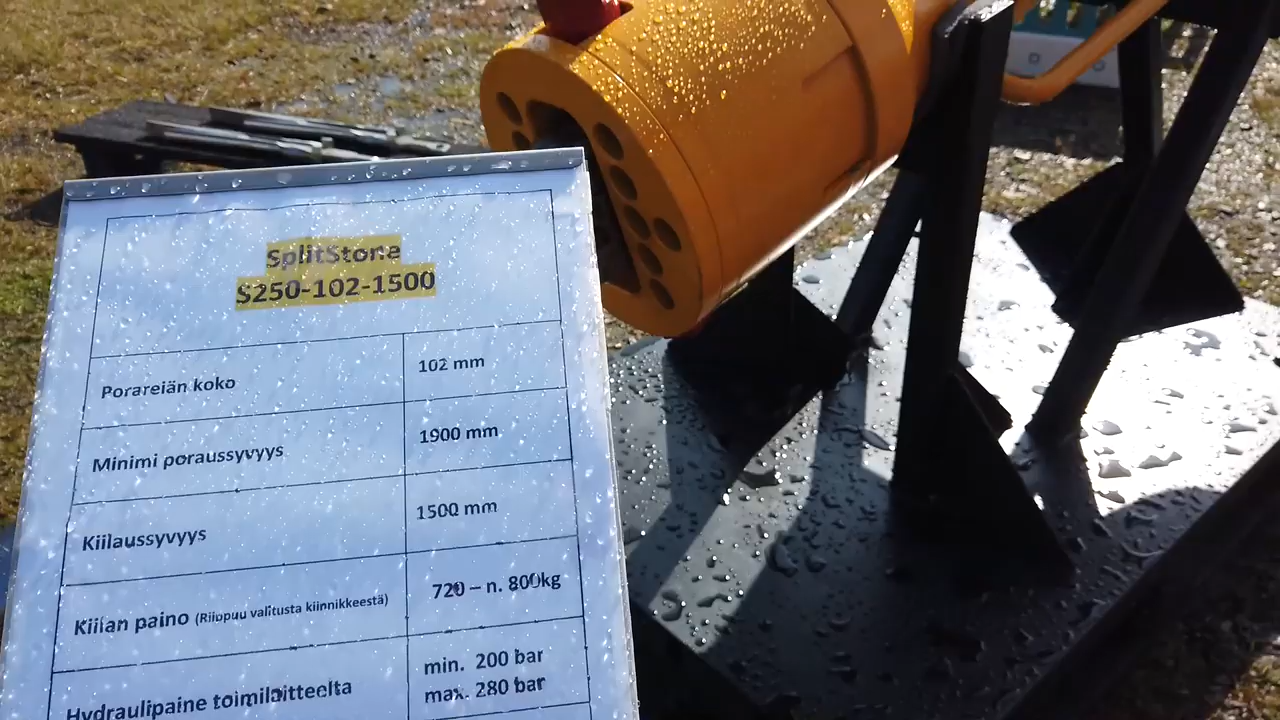 SplitStone
S250-102-1500
Porareiän koko
102 mm
Minimi poraussyvyys
1900 mm
Kiilaussyvyys
1500 mm
Kiilan paino (Riippuu valitusta kiinnikkeestä)
720 – n. 800kg
Hydraulipaine toimilaitteelta
min. 200 bar
max. 280 bar